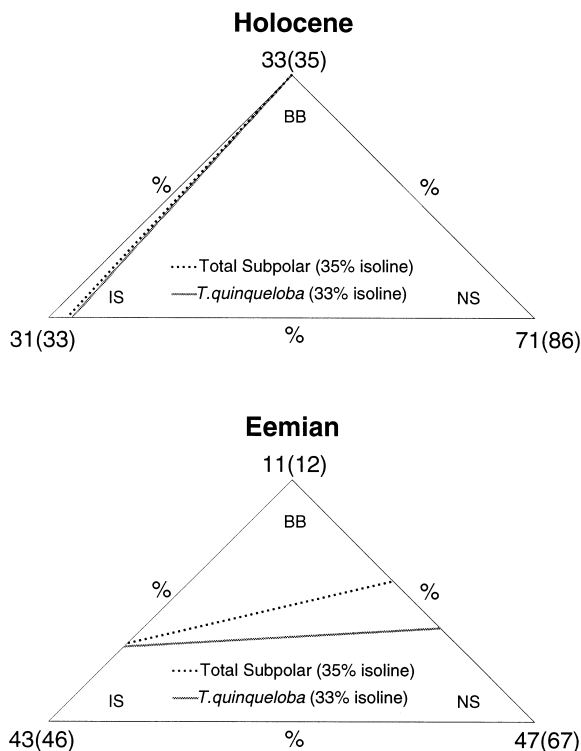 Holocene
33(35)
BB
% %
Total Subpolar (35% isoline)
T.quinqueloba (33% isoline)
IS NS
31(33) % 71(86)
Eemian
11(12)
BB
% %
Total Subpolar (35% isoline)
T.quinqueloba (33% isoline)
IS NS
43(46) % 47(67)